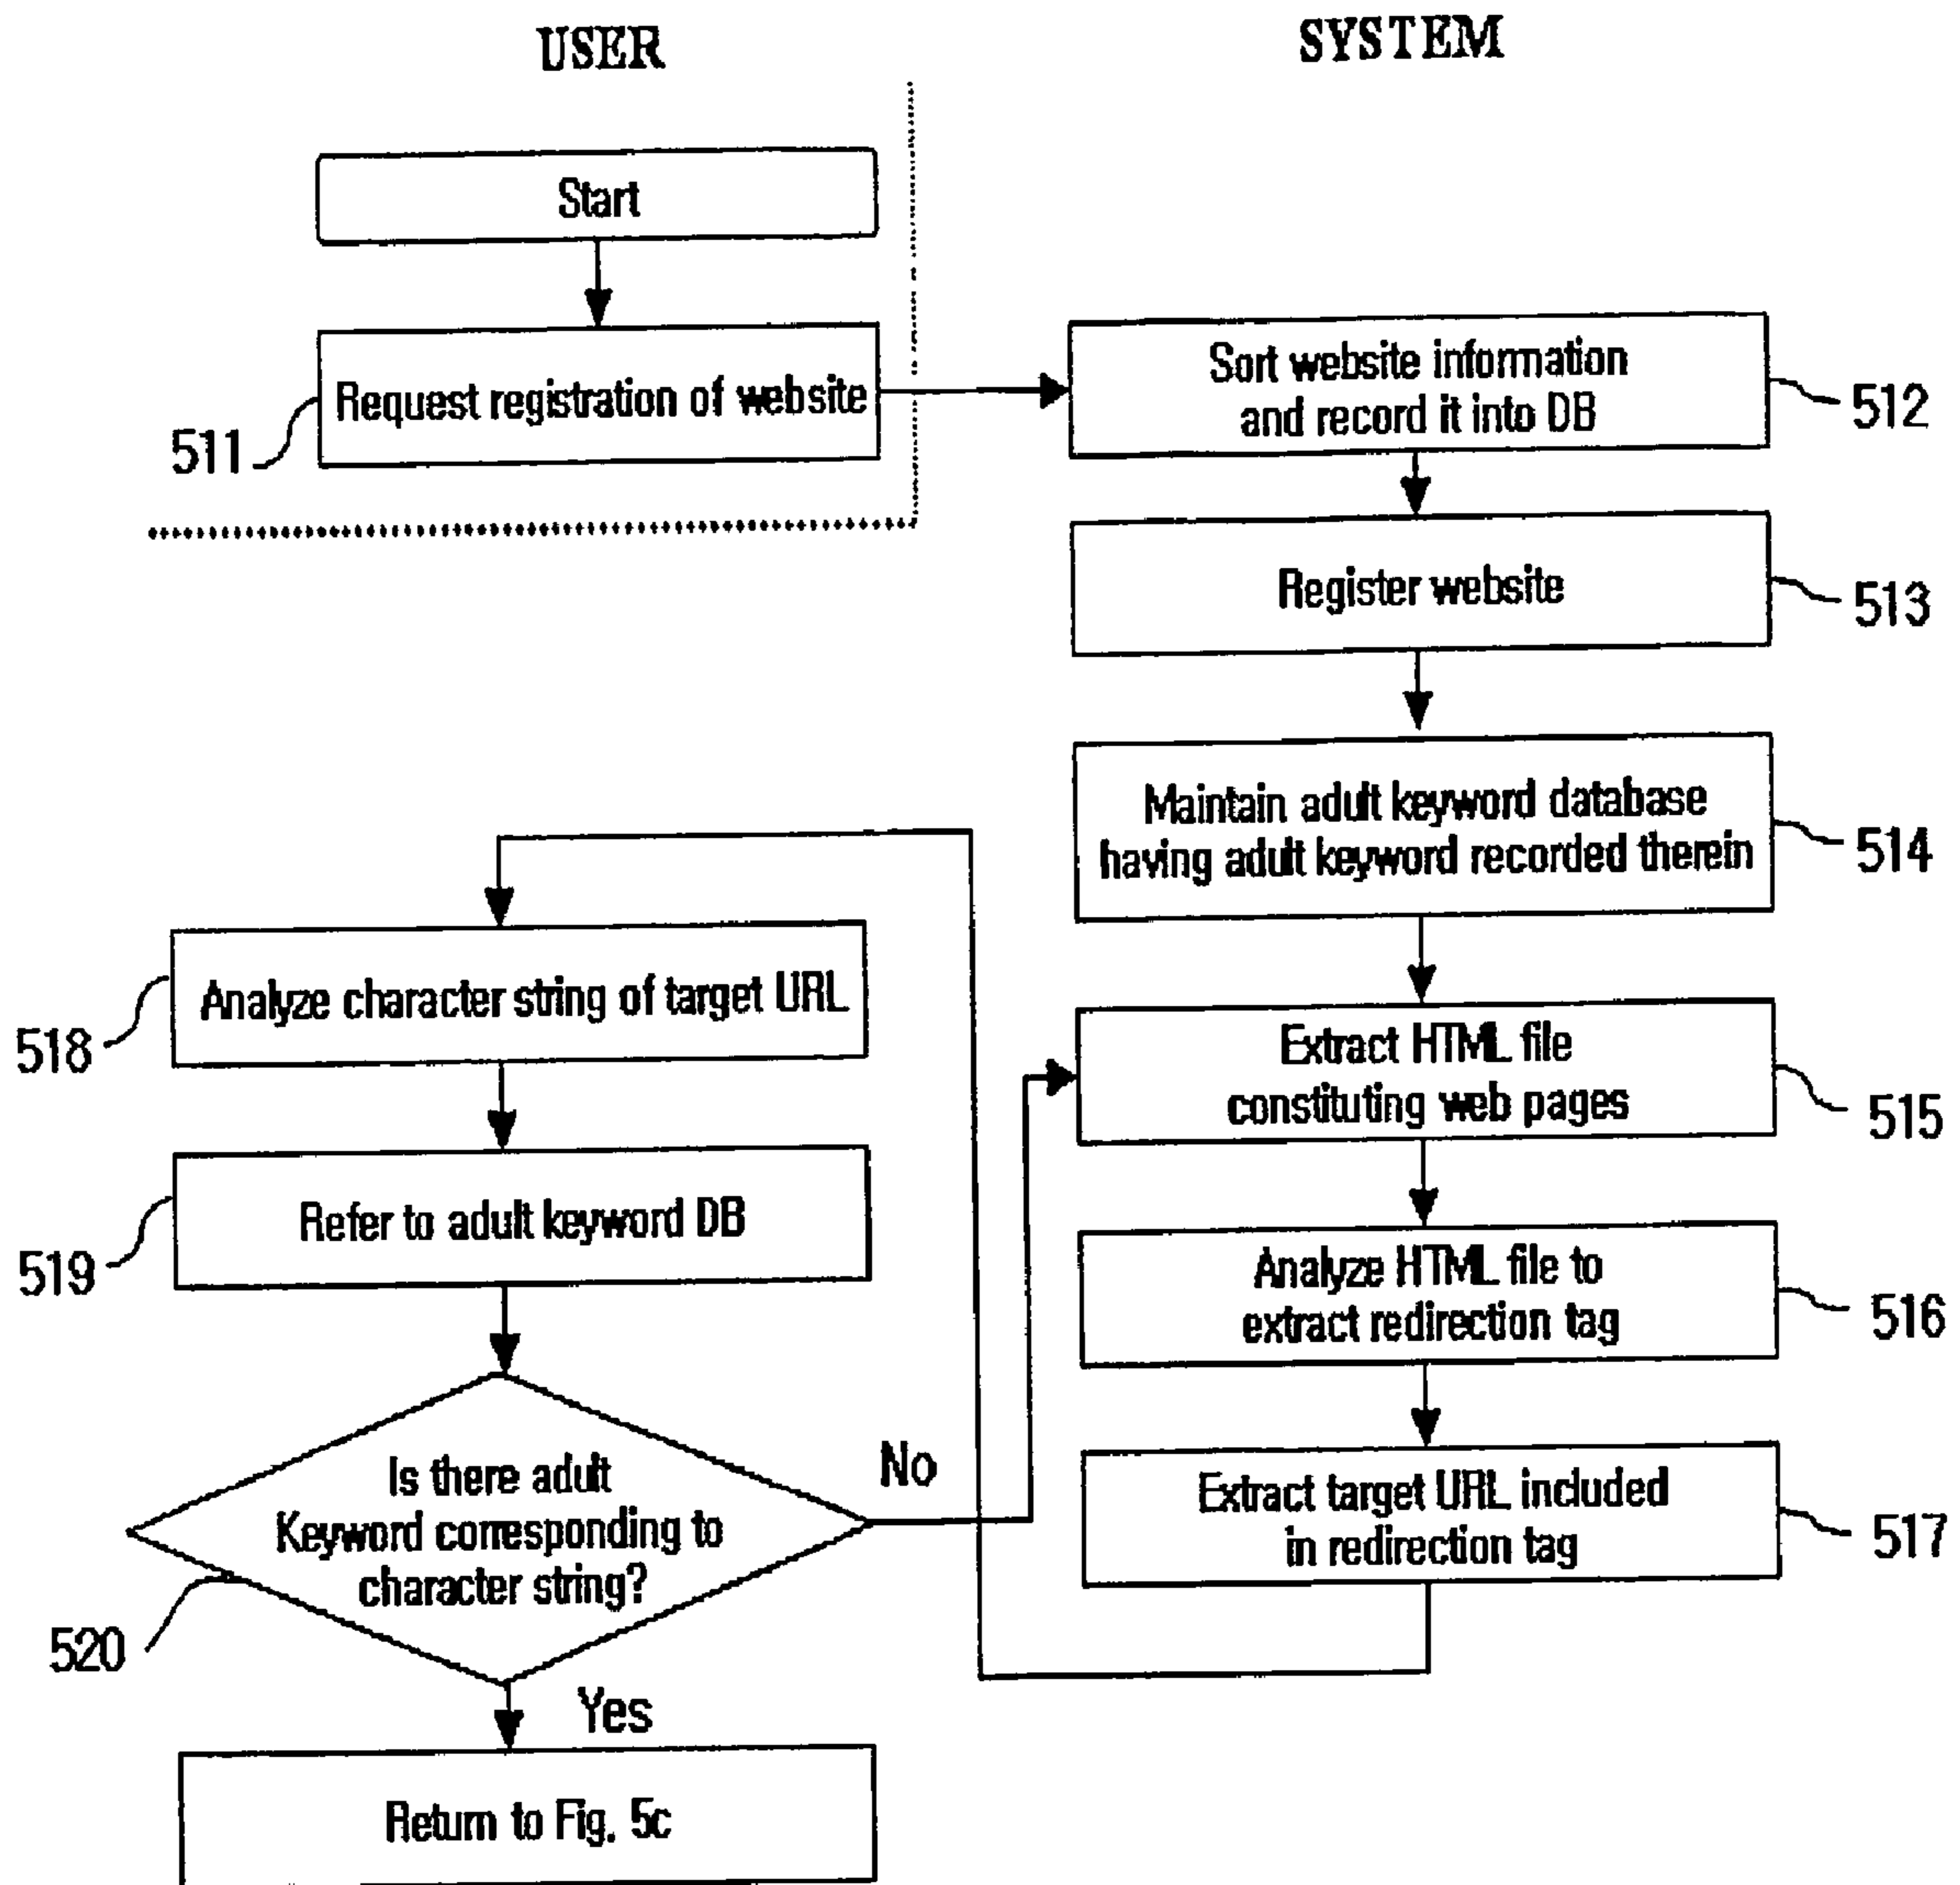 USER
SYSTEM
Start
Request registration of website
511
Sort website information
and record it into DB
512
Register website
513
Maintain adult keyword database
having adult keyword recorded therein
514
Extract HTML file
constituting web pages
515
Analyze HTML file to
extract redirection tag
516
Extract target URL included
in redirection tag
517
Analyze character string of target URL
518
Refer to adult keyword DB
519
Is there adult
Keyword corresponding to
character string?
520
No
Yes
Return to Fig. 5c